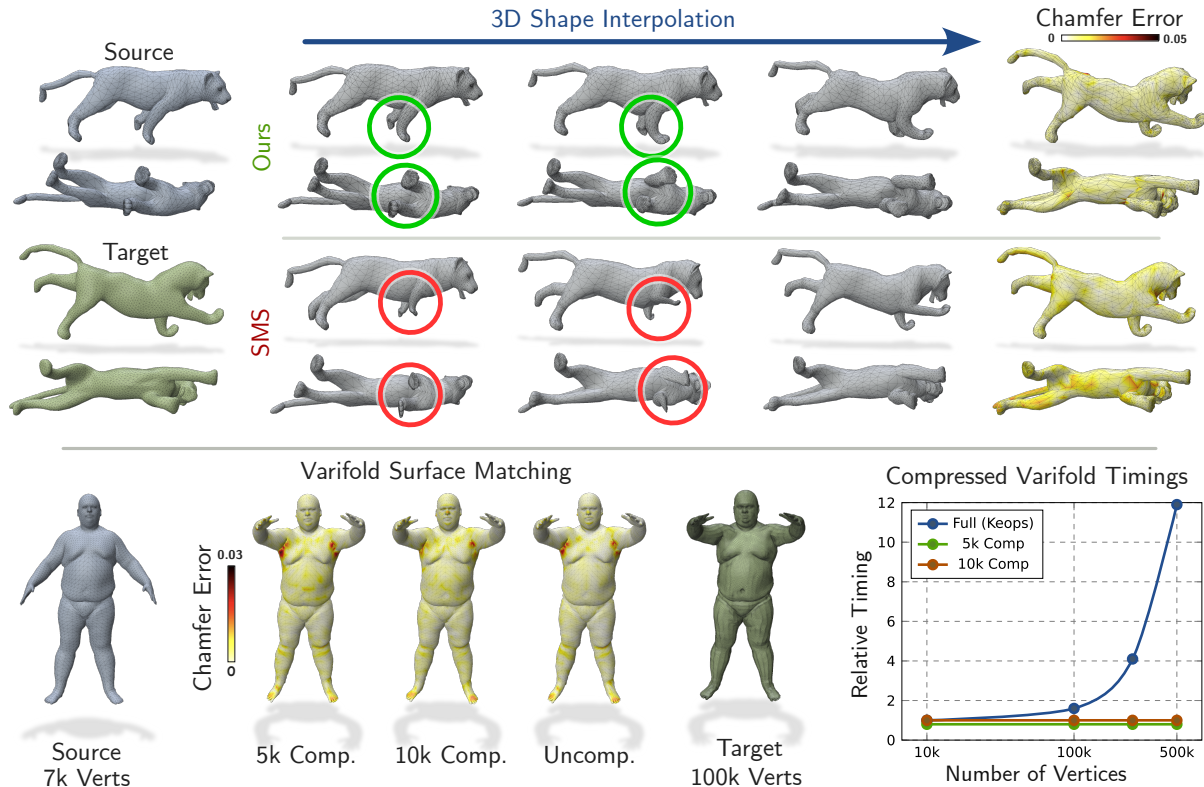 3D Shape Interpolation
Chamfer Error
0 0.05
Source
Ours
Target
SMS
Varifold Surface Matching
Chamfer Error
0.03
0
Source
7k Verts
5k Comp.
10k Comp.
Uncomp.
Target
100k Verts
Compressed Varifold Timings
Relative Timing
12
10
8
6
4
2
0
Full (Keops)
5k Comp
10k Comp
10k 100k 500k
Number of Vertices